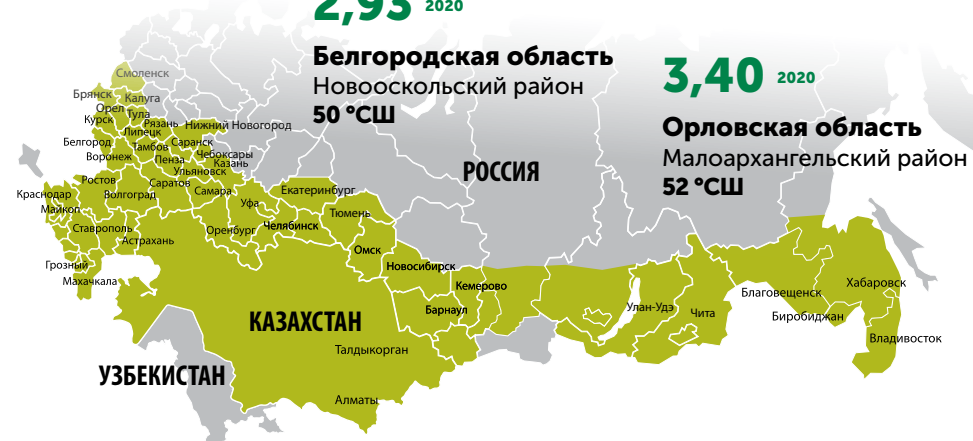 2,93 2020
Белгородская область
Новооскольский район
50 °СШ
3,40 2020
Орловская область
Малоархангельский район
52 °СШ
РОССИЯ
КАЗАХСТАН
УЗБЕКИСТАН
Смоленск
Брянск
Калуга
Орел
Тула
Курск
Рязань
Нижний Новгород
Липецк
Белгород
Тамбов
Саранск
Воронеж
Пенза
Чебоксары
Казань
Ульяновск
Ростов
Саратов
Краснодар
Волгоград
Самара
Екатеринбург
Майкоп
Уфа
Тюмень
Ставрополь
Оренбург
Челябинск
Астрахань
Омск
Грозный
Новосибирск
Махачкала
Кемерово
Барнаул
Улан-Удэ
Чита
Благовещенск
Хабаровск
Биробиджан
Владивосток
Талдыкорган
Алматы